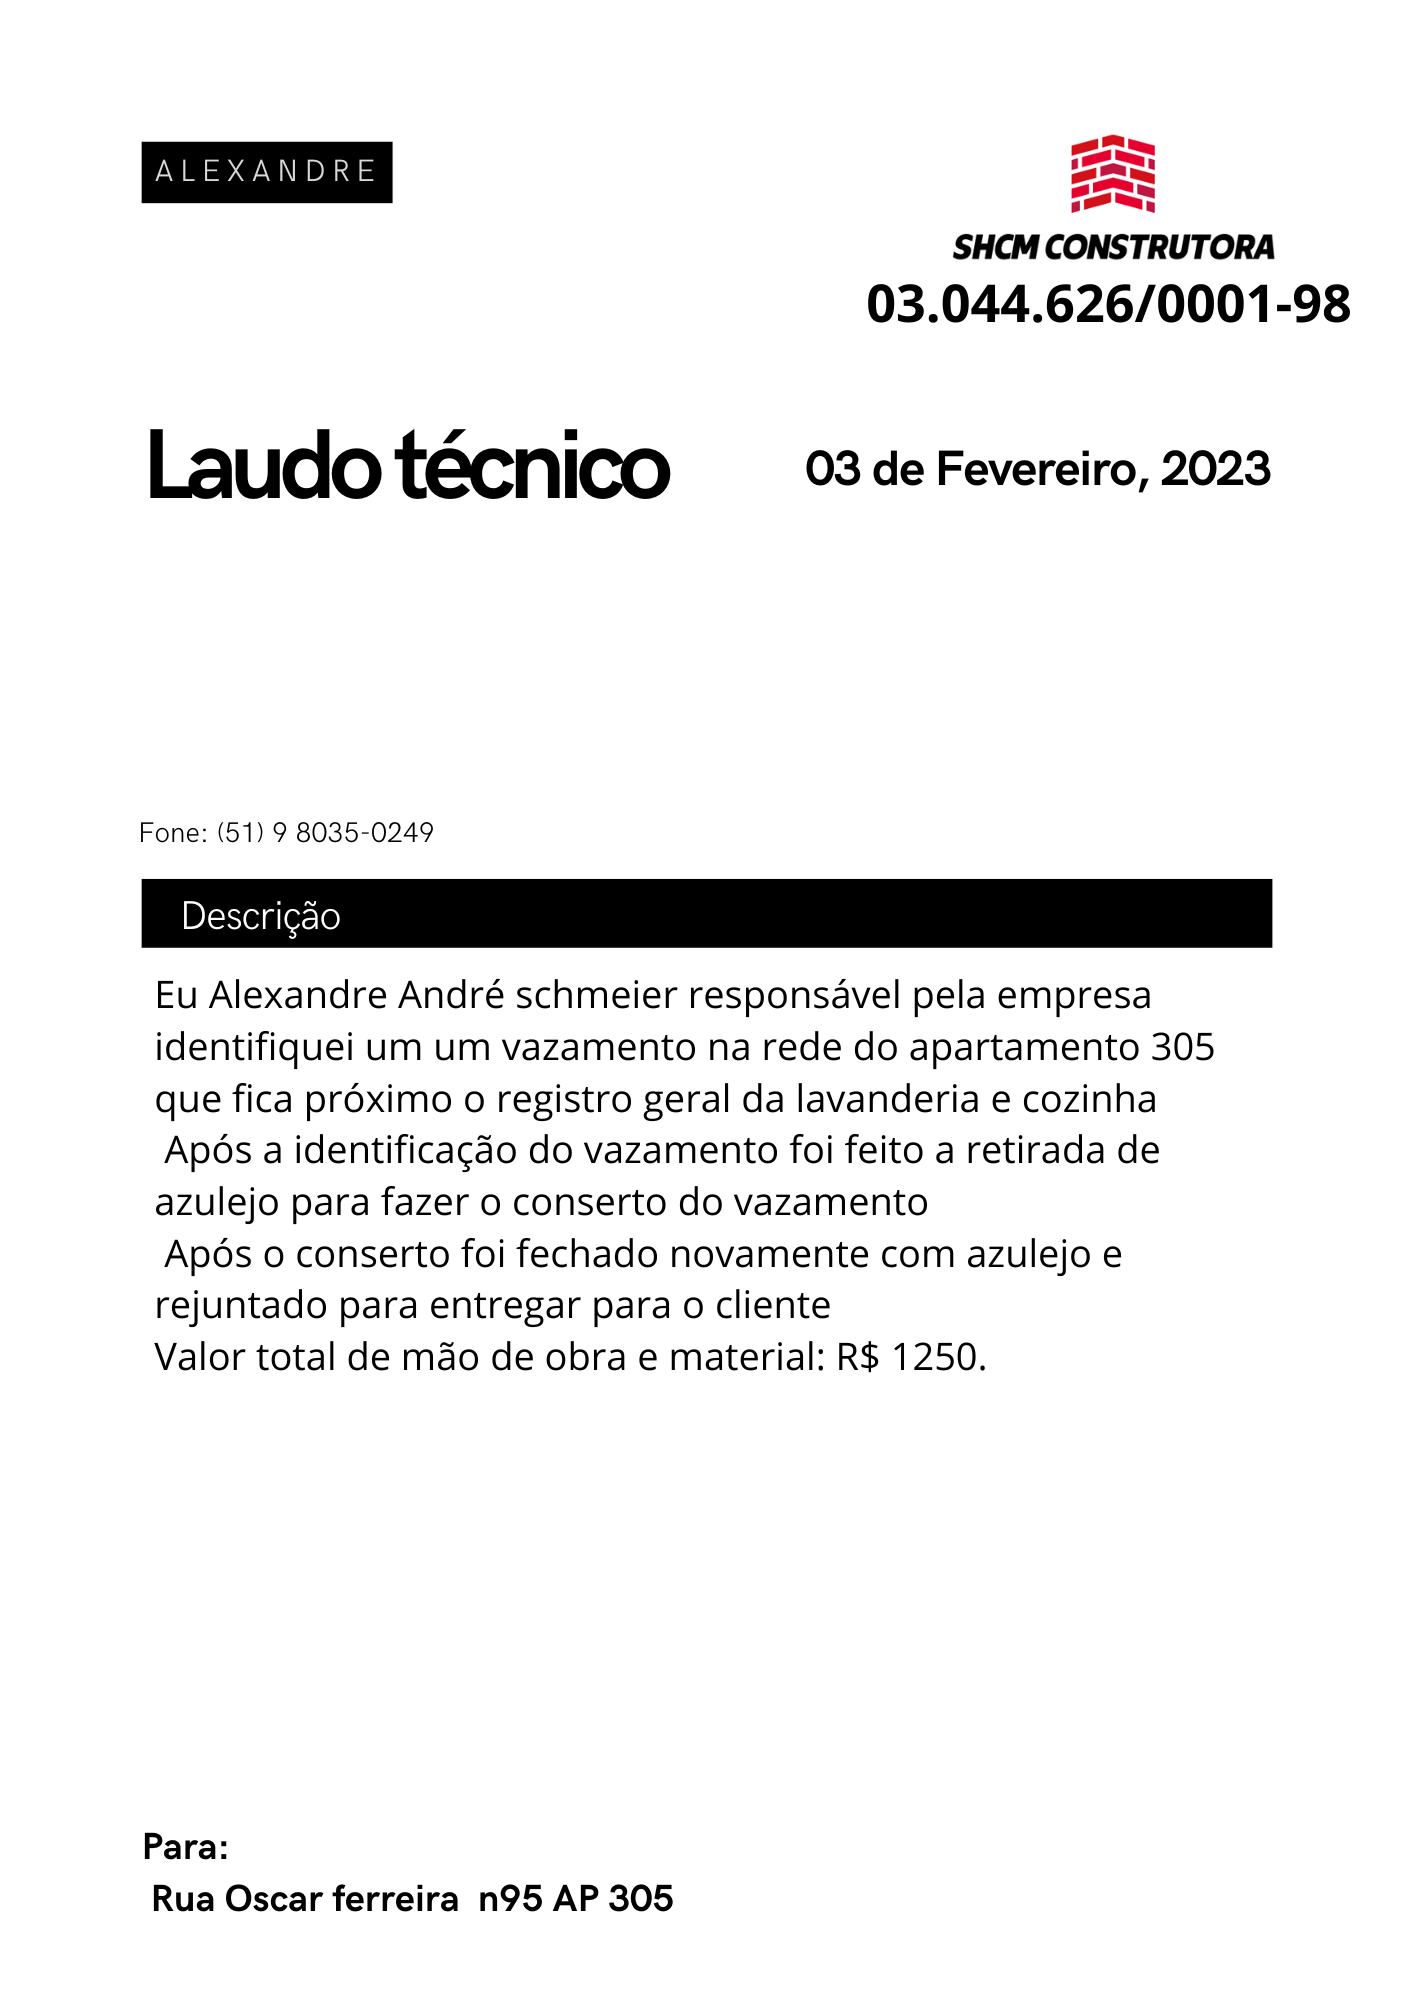 ALEXANDRE
SHCM CONSTRUTORA
03.044.626/0001-98
Laudo técnico
03 de Fevereiro, 2023
Fone: (51) 9 8035-0249
Descrição
Eu Alexandre André schmeier responsável pela empresa
identifiquei um um vazamento na rede do apartamento 305
que fica próximo o registro geral da lavanderia e cozinha
Após a identificação do vazamento foi feito a retirada de
azulejo para fazer o conserto do vazamento
Após o conserto foi fechado novamente com azulejo e
rejuntado para entregar para o cliente
Valor total de mão de obra e material: R$ 1250.
Para:
Rua Oscar ferreira n95 AP 305